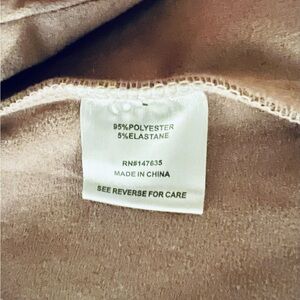 95%POLYESTER
5%ELASTANE
RN#147635
MADE IN CHINA
SEE REVERSE FOR CARE